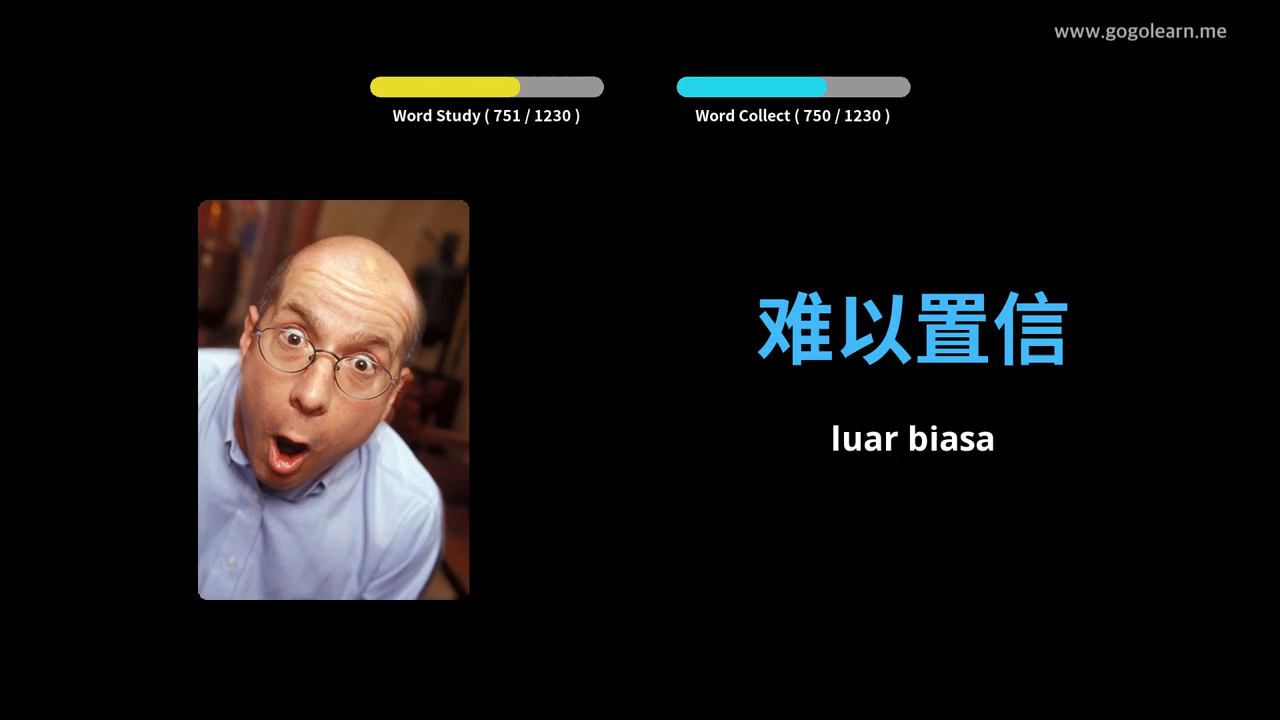 www.gogolearn.me
Word Study ( 751 / 1230 )
Word Collect ( 750 / 1230 )
难以置信
luar biasa